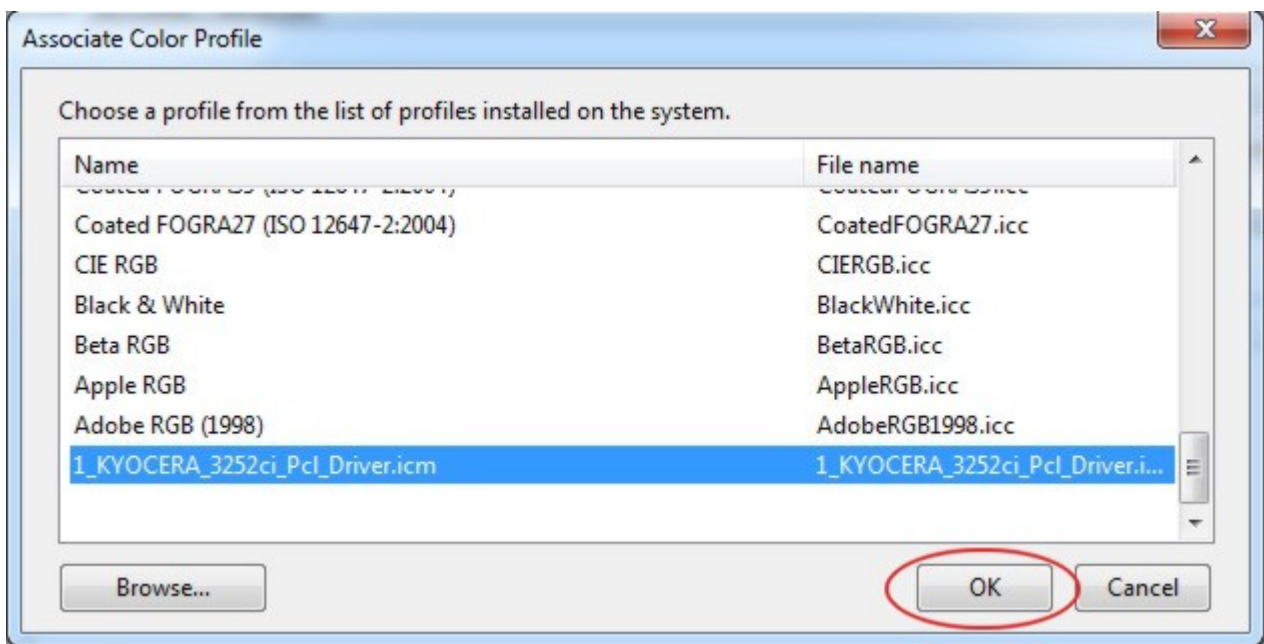 Associate Color Profile
Choose a profile from the list of profiles installed on the system.
Name File name
Coated FOGRA27 (ISO 12647-2:2004) CoatedFOGRA27.icc
CIE RGB CIERGB.icc
Black & White BlackWhite.icc
Beta RGB BetaRGB.icc
Apple RGB AppleRGB.icc
Adobe RGB (1998) AdobeRGB1998.icc
1_KYOCERA_3252ci_Pcl_Driver.icm 1_KYOCERA_3252ci_Pcl_Driver.i...
Browse... OK Cancel